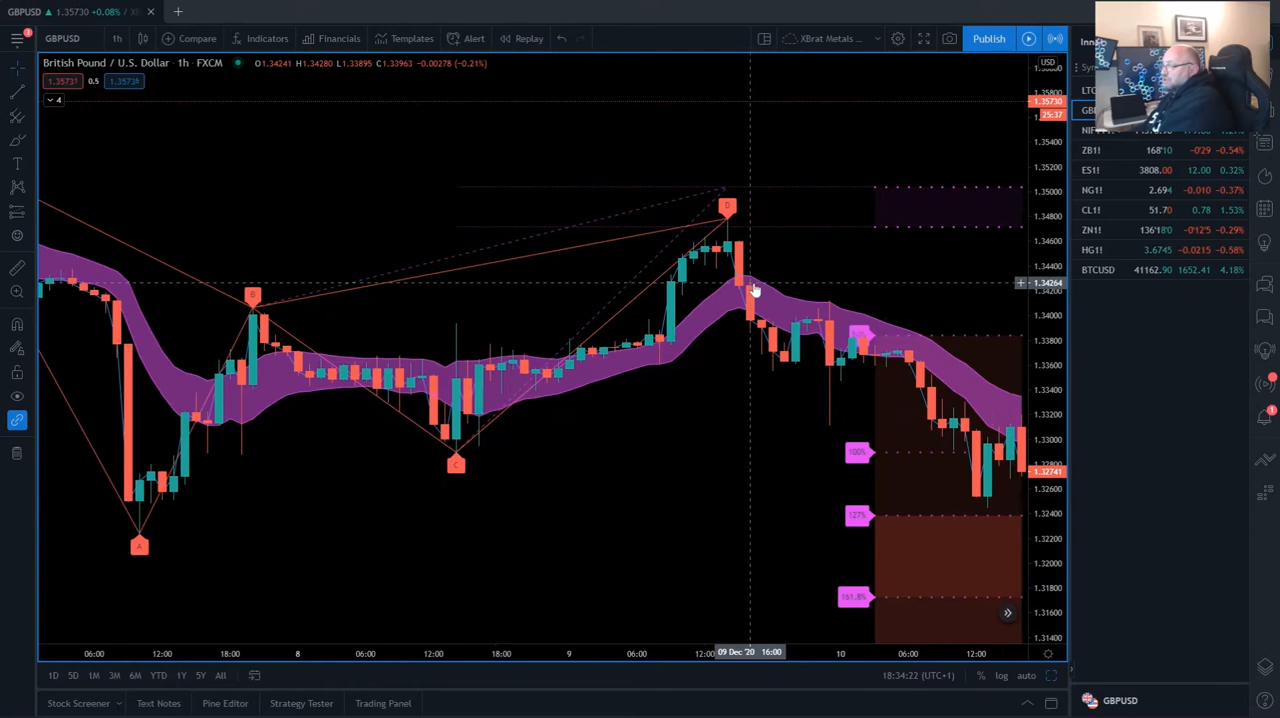 GBPUSD ▲ 1.35730 +0.08% / XB
GBPUSD 1h Compare Indicators Financials Templates Alert Replay XBrat Metals ... Publish
3
British Pound / U.S. Dollar · 1h · FXCM O1.34241 H1.34280 L1.33895 C1.33963 -0.00278 (-0.21%)
USD
1.35731 0.5 1.35736
4
1.35800
1.35730
25:37
1.35400
1.35200
1.35000
1.34800
1.34600
1.34400
1.34264
1.34200
1.34000
1.33800
1.33600
1.33400
1.33200
1.33000
1.32800
1.32741
1.32600
1.32400
1.32200
1.32000
1.31800
1.31600
1.31400
A
B
C
D
100%
127%
161.8%
06:00 12:00 18:00 8 06:00 12:00 18:00 9 06:00 12:00 09 Dec '20 16:00 10 06:00 12:00
1D 5D 1M 3M 6M YTD 1Y 5Y All 18:34:22 (UTC+1) % log auto
Stock Screener Text Notes Pine Editor Strategy Tester Trading Panel
LTC
GB
ZB1! 168'10 -0'29 -0.54%
ES1! 3808.00 12.00 0.32%
NG1! 2.694 -0.010 -0.37%
CL1! 51.70 0.78 1.53%
ZN1! 136'18'0 -0'12'5 -0.29%
HG1! 3.6745 -0.0215 -0.58%
BTCUSD 41162.90 1652.41 4.18%
1
GBPUSD